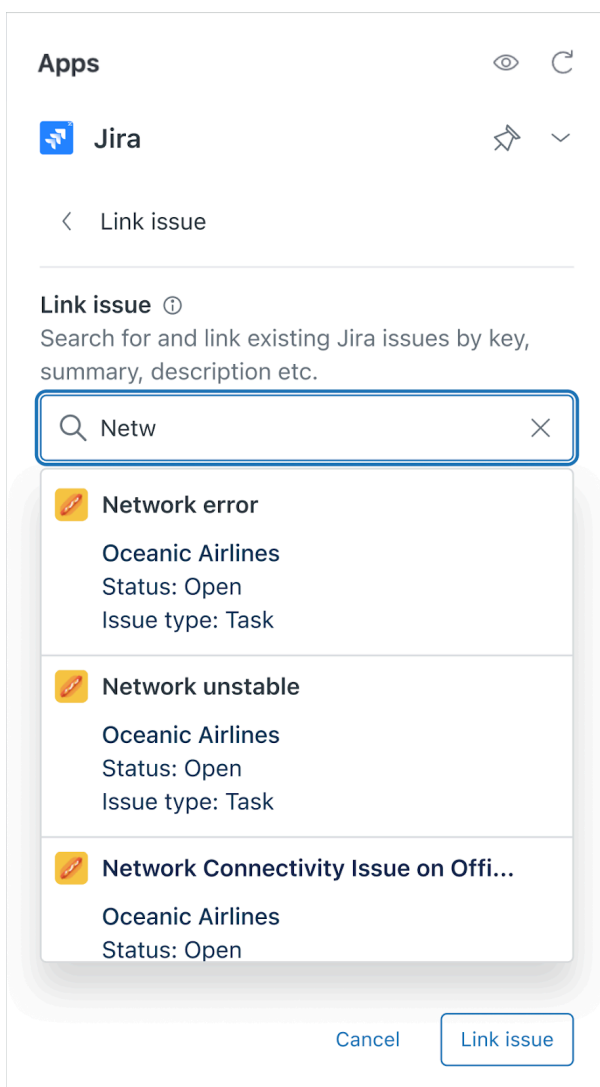 Apps
Jira
Link issue
Link issue
Search for and link existing Jira issues by key,
summary, description etc.
Netw
Network error
Oceanic Airlines
Status: Open
Issue type: Task
Network unstable
Oceanic Airlines
Status: Open
Issue type: Task
Network Connectivity Issue on Offi...
Oceanic Airlines
Status: Open
Cancel
Link issue